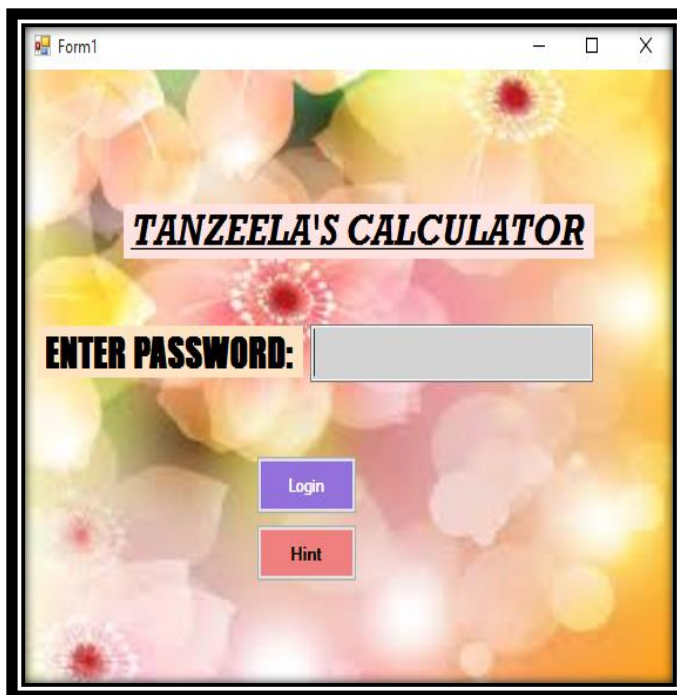 Form1
TANZEELA'S CALCULATOR
ENTER PASSWORD:
Login
Hint